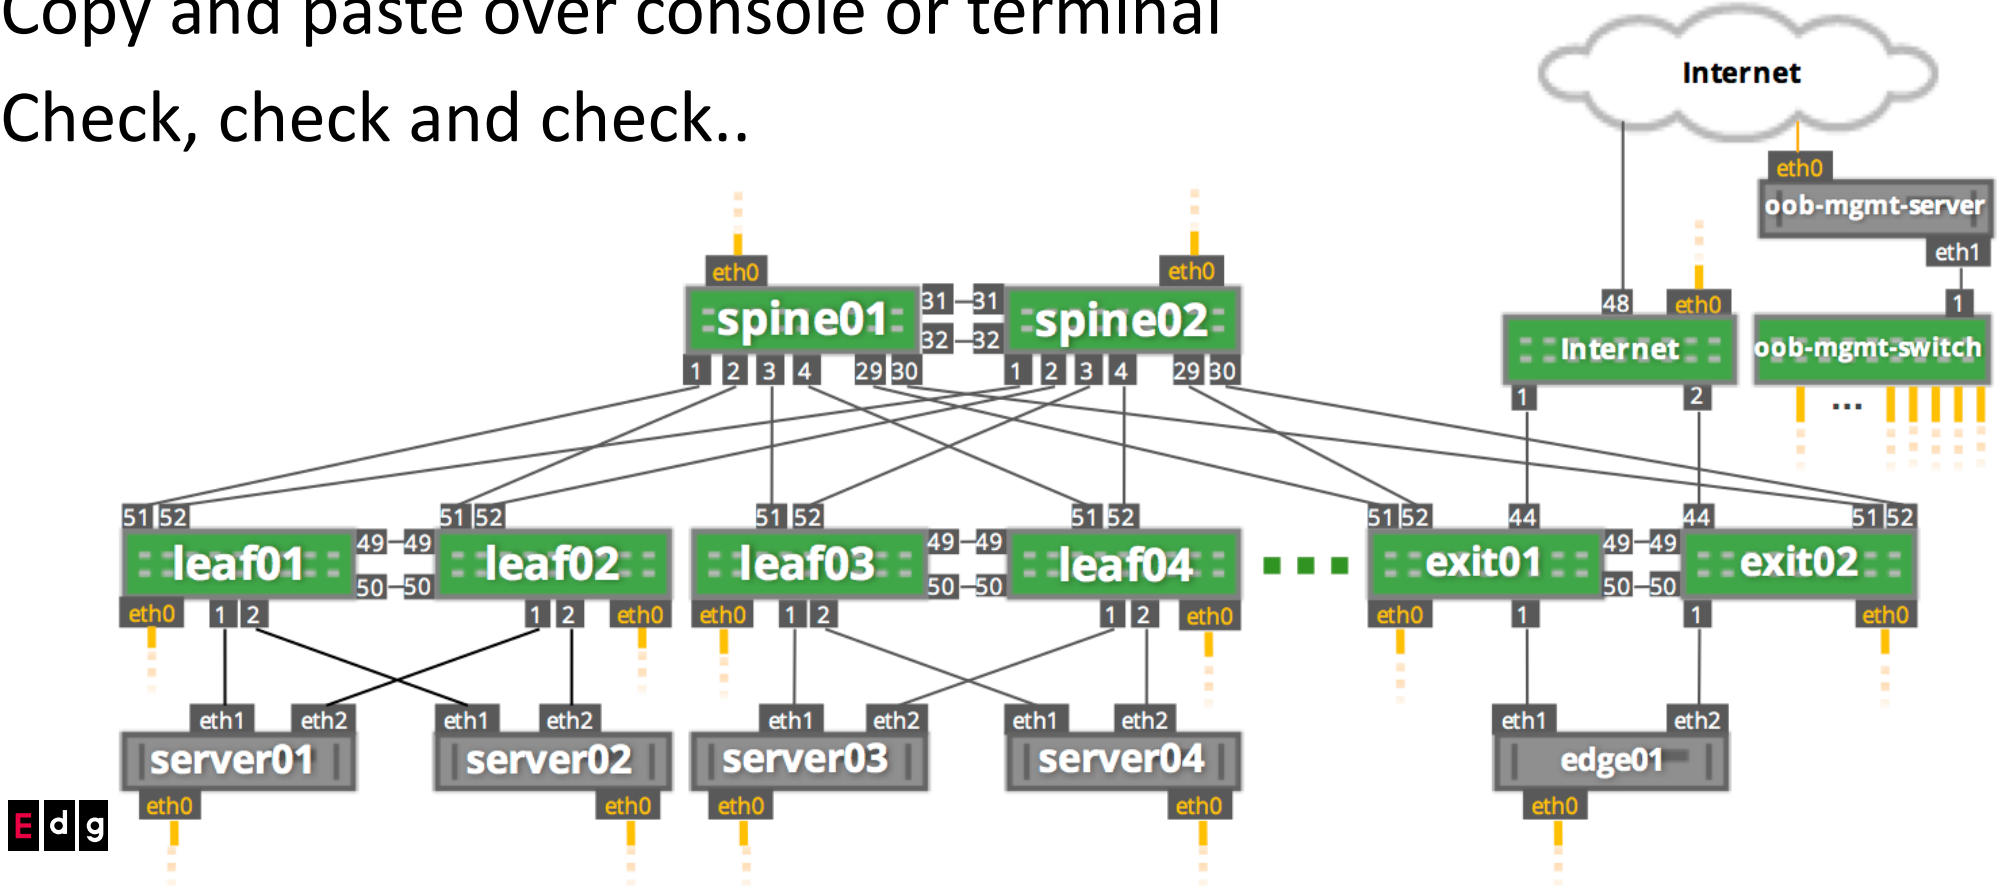 Copy and paste over console or terminal
Check, check and check..
Internet
eth0
oob-mgmt-server
eth1
eth0 eth0
48 eth0 1
spine01 31 31 spine02
32 32
Internet oob-mgmt-switch
1 2 3 4 29 30 1 2 3 4 29 30
1 2 ...
51 52 51 52 51 52 51 52 51 52 44 44 51 52
leaf01 49 49 leaf02 leaf03 49 49 leaf04 exit01 49 49 exit02
50 50 50 50 50 50
eth0 1 2 1 2 eth0 eth0 1 2 1 2 eth0 eth0 1 1 eth0
eth1 eth2 eth1 eth2 eth1 eth2 eth1 eth2 eth1 eth2
server01 server02 server03 server04 edge01
eth0 eth0 eth0 eth0 eth0
Edg